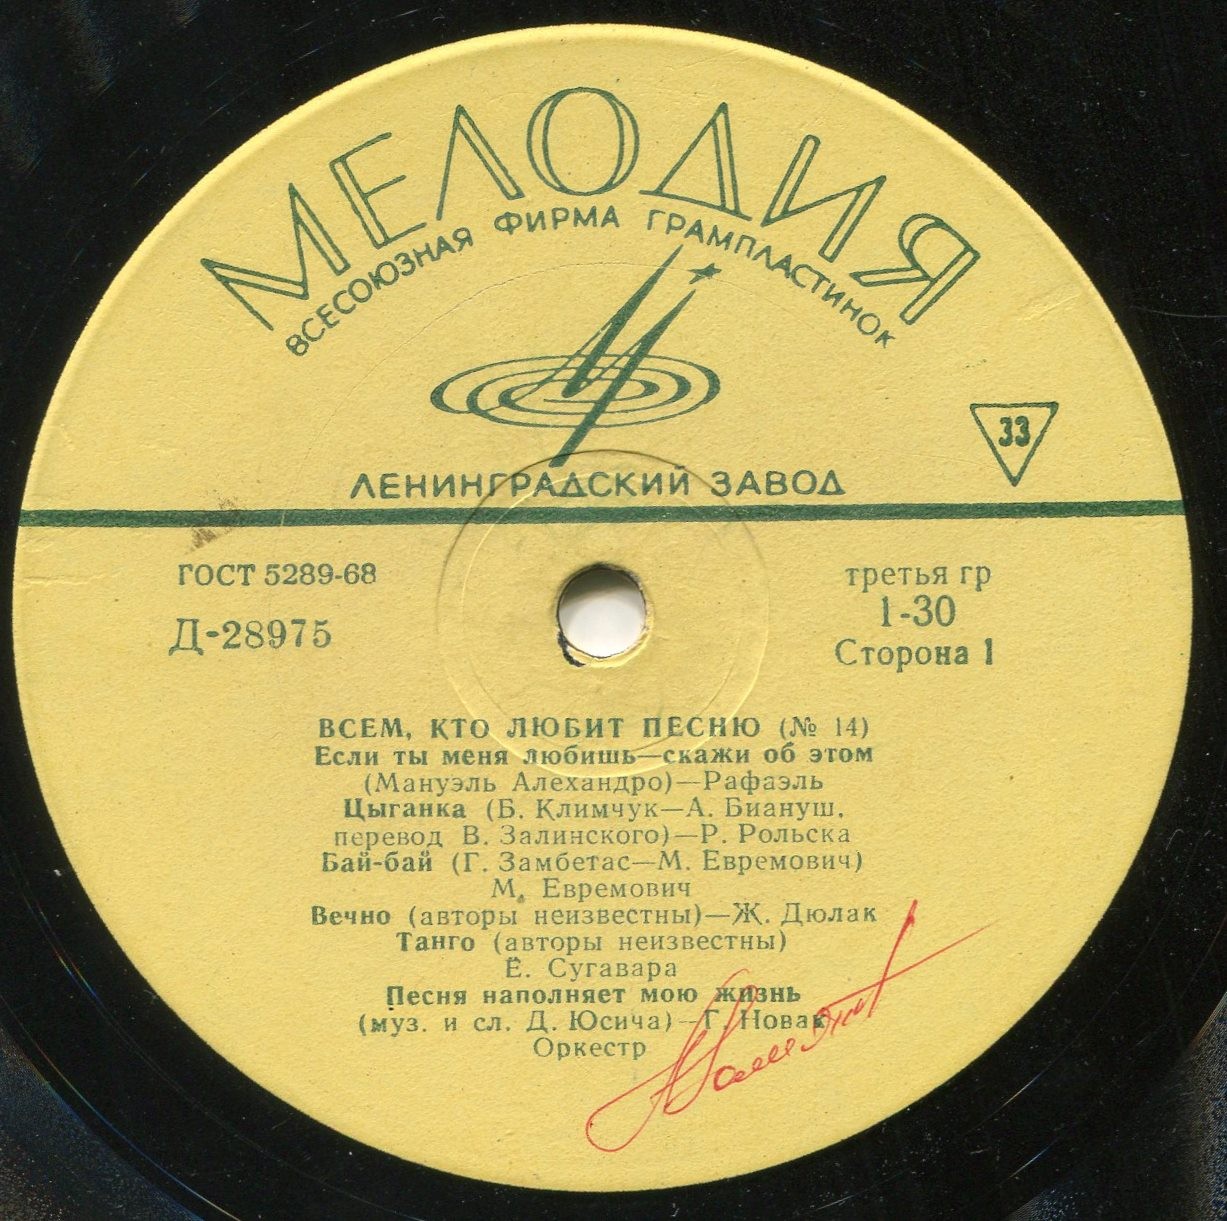 МЕЛОДИЯ
ВСЕСОЮЗНАЯ ФИРМА ГРАМПЛАСТИНОК
33
ЛЕНИНГРАДСКИЙ ЗАВОД
ГОСТ 5289-68
третья гр
Д-28975
1-30
Сторона 1
ВСЕМ, КТО ЛЮБИТ ПЕСНЮ (№ 14)
Если ты меня любишь—скажи об этом
(Мануэль Алехандро)—Рафаэль
Цыганка (Б. Климчук—А. Биануш,
перевод В. Залинского)—Р. Рольска
Бай-бай (Г. Замбетас—М. Евремович)
М. Евремович
Вечно (авторы неизвестны)—Ж. Дюлак
Танго (авторы неизвестны)
Ё. Сугавара
Песня наполняет мою жизнь
(муз. и сл. Д. Юсича)—Г. Новак
Оркестр